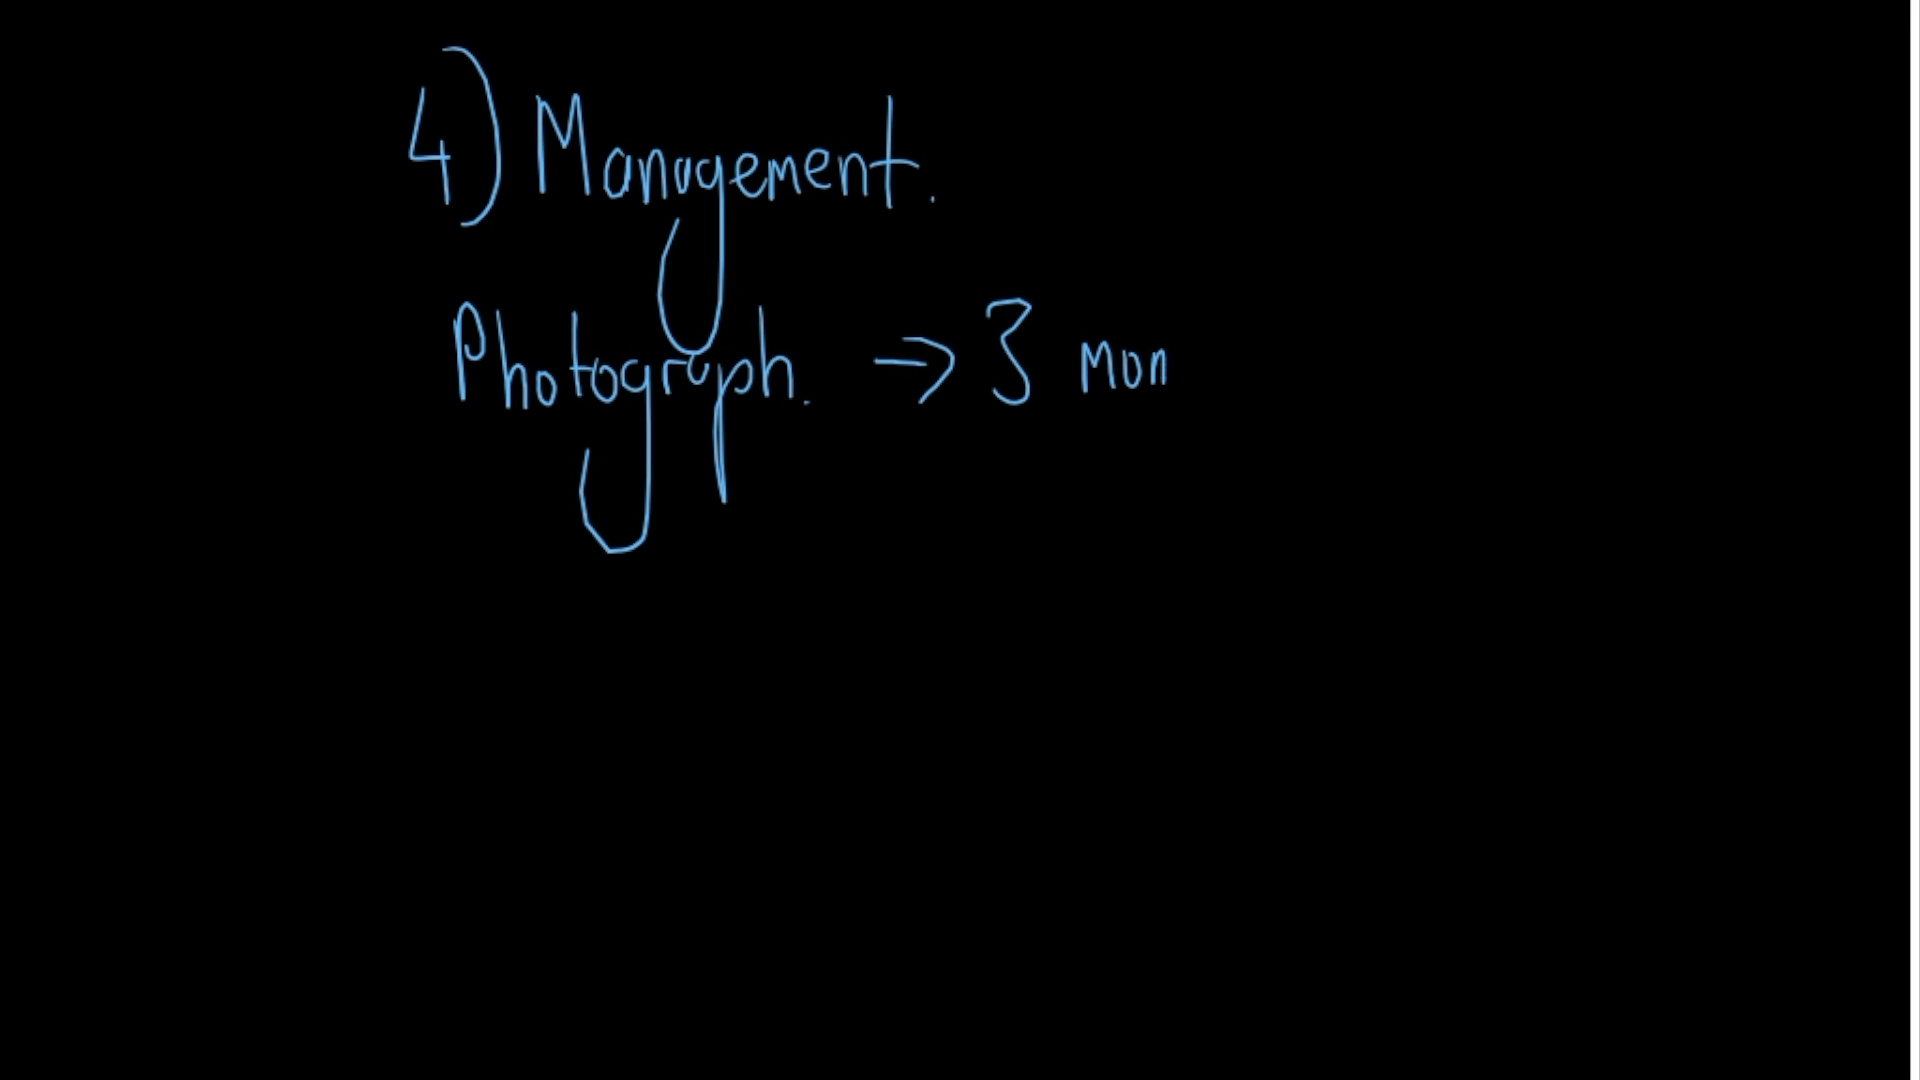 4) Management.
Photograph. → 3 mon